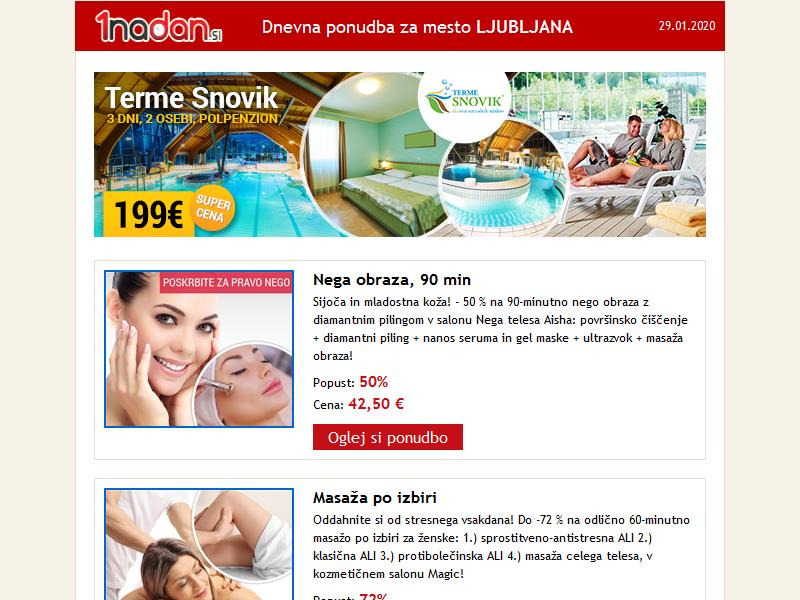 1nadan.si
Dnevna ponudba za mesto LJUBLJANA
29.01.2020
Terme Snovik
3 DNI, 2 OSEBI, POLPENZION
TERME
SNOVIK
199€
SUPER
CENA
POSKRBITE ZA PRAVO NEGO
Nega obraza, 90 min
Sijoča in mladostna koža! - 50 % na 90-minutno nego obraza z
diamantnim pilingom v salonu Nega telesa Aisha: površinsko čiščenje
+ diamantni piling + nanos seruma in gel maske + ultrazvok + masaža
obraza!
Popust: 50%
Cena: 42,50 €
Oglej si ponudbo
Masaža po izbiri
Oddahnite si od stresnega vsakdana! Do -72 % na odlično 60-minutno
masažo po izbiri za ženske: 1.) sprostitveno-antistresna ALI 2.)
klasična ALI 3.) protibolečinska ALI 4.) masaža celega telesa, v
kozmetičnem salonu Magic!
Popust: 72%